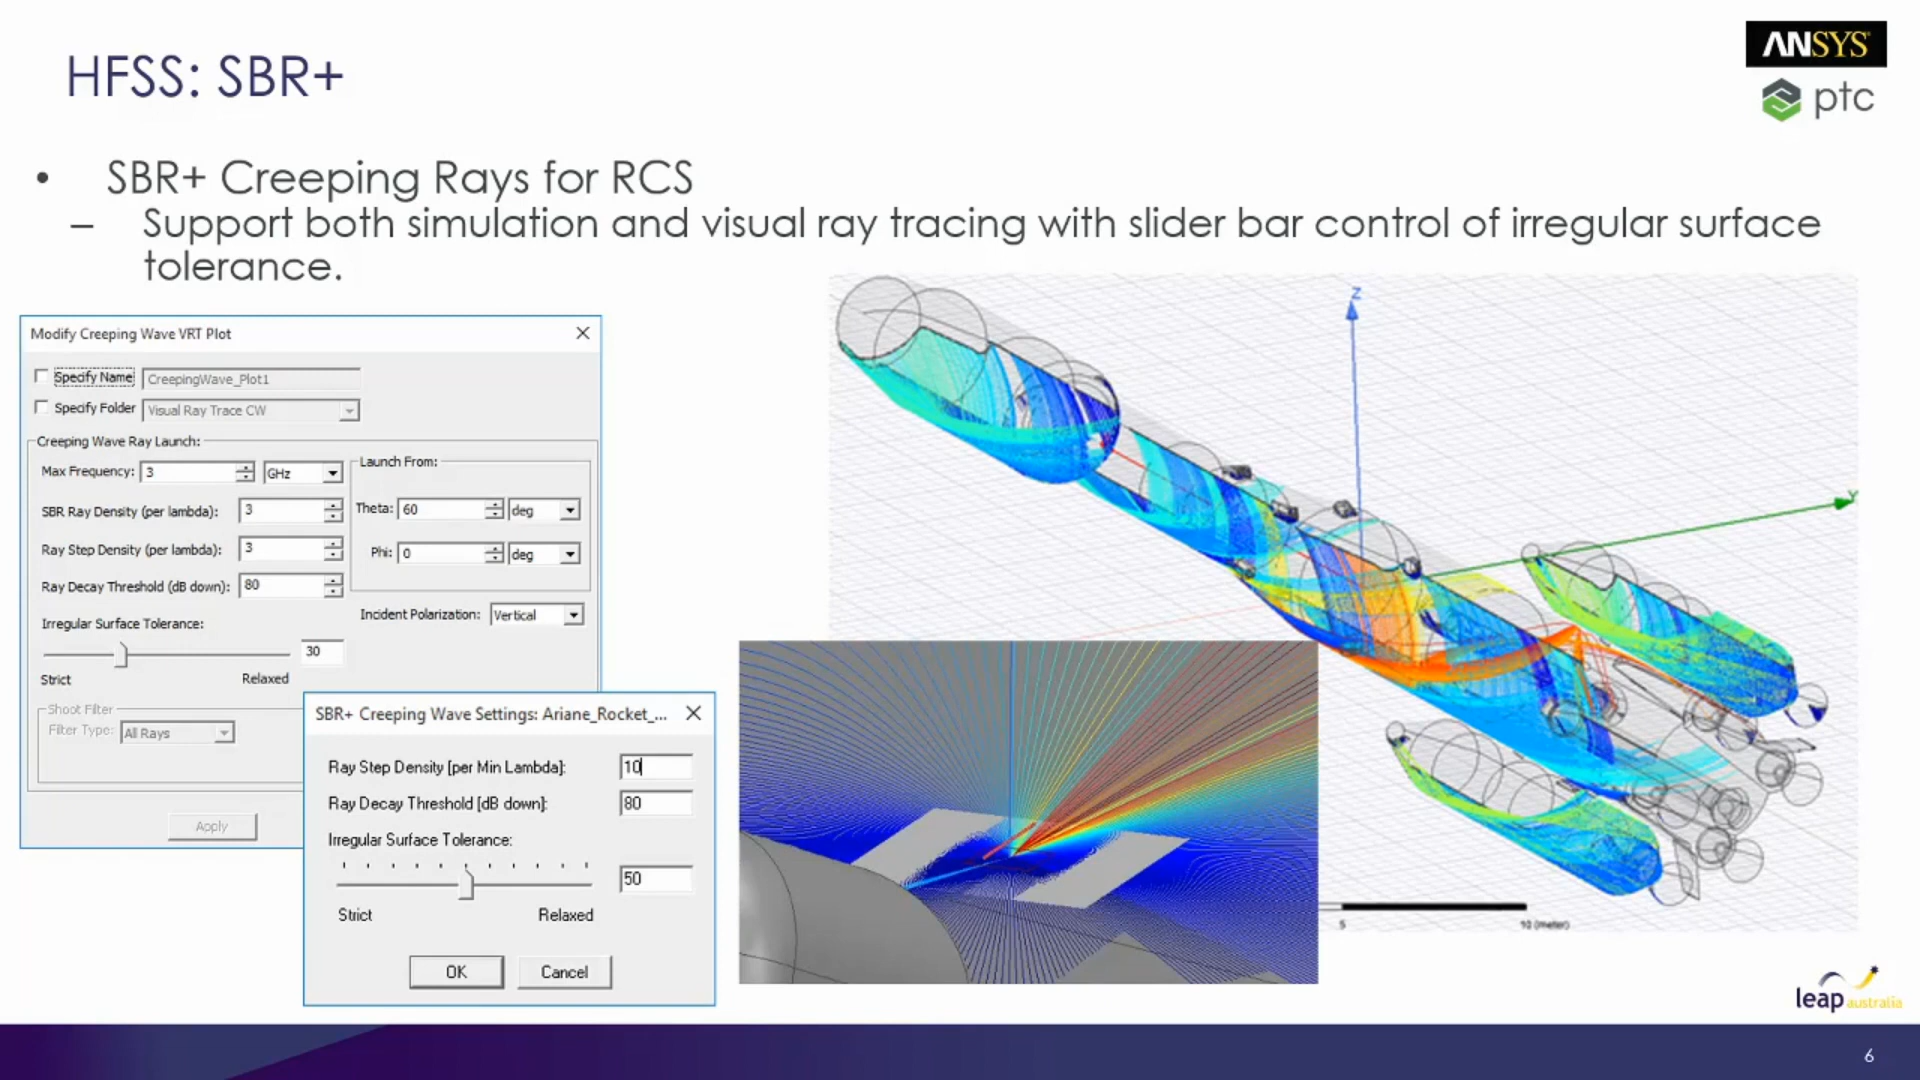 HFSS: SBR+
ANSYS
ptc
• SBR+ Creeping Rays for RCS
– Support both simulation and visual ray tracing with slider bar control of irregular surface
tolerance.
Modify Creeping Wave VRT Plot
Specify Name CreepingWave_Plot1
Specify Folder Visual Ray Trace CW
Creeping Wave Ray Launch:
Max Frequency: 3 GHz
SBR Ray Density (per lambda): 3
Ray Step Density (per lambda): 3
Ray Decay Threshold (dB down): 80
Launch From:
Theta: 60 deg
Phi: 0 deg
Incident Polarization: Vertical
Irregular Surface Tolerance:
30
Strict Relaxed
Shoot Filter
Filter Type: All Rays
Apply
SBR+ Creeping Wave Settings: Ariane_Rocket_...
Ray Step Density [per Min Lambda]: 10
Ray Decay Threshold [dB down]: 80
Irregular Surface Tolerance:
50
Strict Relaxed
OK Cancel
Z
Y
5 10 (meter)
leap australia
6